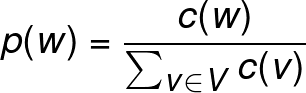 p(w) = c(w) / ∑_{v∈V} c(v)